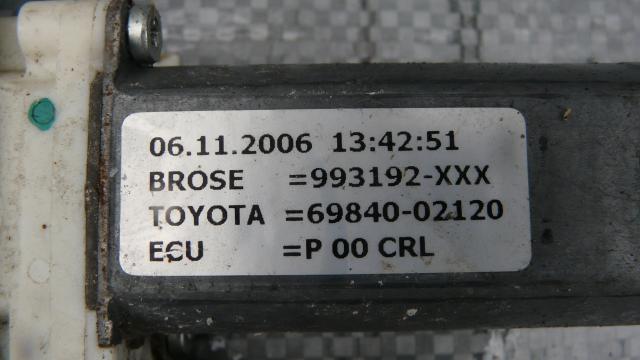 06.11.2006 13:42:51
BROSE =993192-XXX
TOYOTA =69840-02120
ECU =P 00 CRL